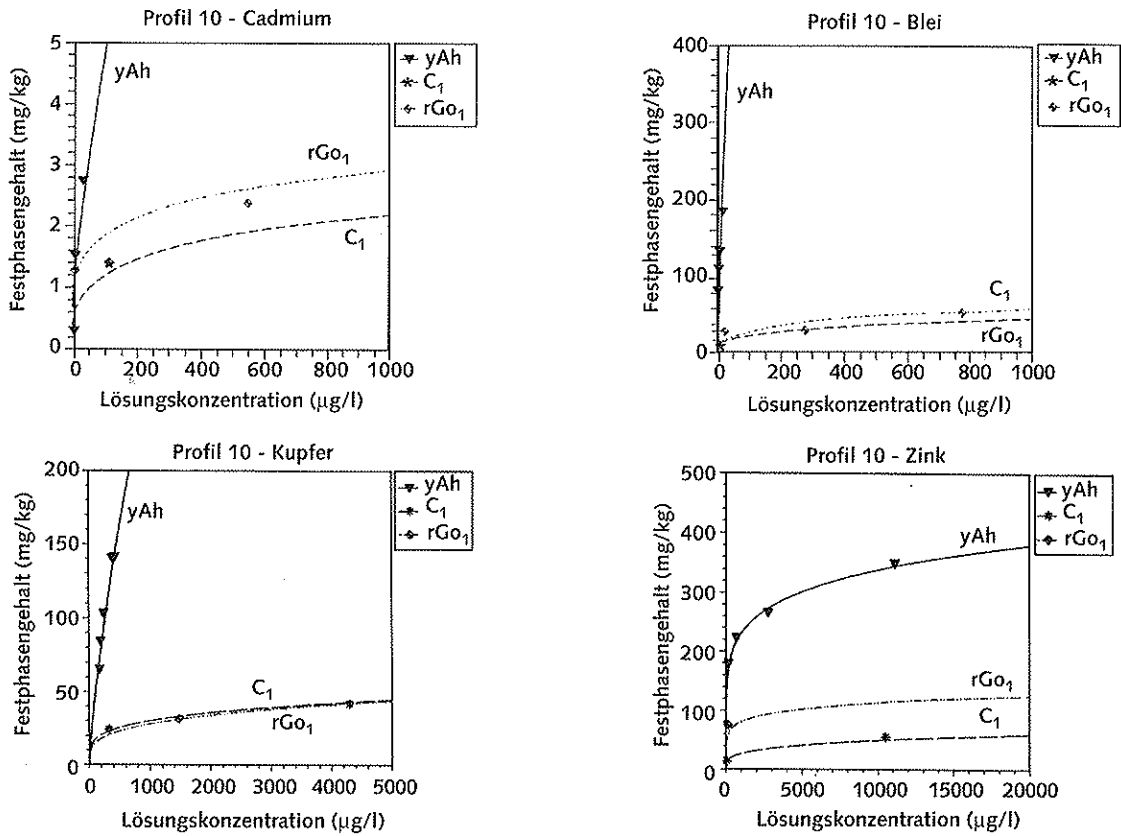 Profil 10 - Cadmium
Festphasengehalt (mg/kg)
5
4
3
2
1
0
yAh
rGo₁
C₁
0 200 400 600 800 1000
Lösungskonzentration (µg/l)
yAh
C₁
rGo₁
Profil 10 - Blei
Festphasengehalt (mg/kg)
400
300
200
100
0
yAh
C₁
rGo₁
0 200 400 600 800 1000
Lösungskonzentration (µg/l)
yAh
C₁
rGo₁
Profil 10 - Kupfer
Festphasengehalt (mg/kg)
200
150
100
50
0
yAh
C₁
rGo₁
0 1000 2000 3000 4000 5000
Lösungskonzentration (µg/l)
yAh
C₁
rGo₁
Profil 10 - Zink
Festphasengehalt (mg/kg)
500
400
300
200
100
0
yAh
rGo₁
C₁
0 5000 10000 15000 20000
Lösungskonzentration (µg/l)
yAh
C₁
rGo₁